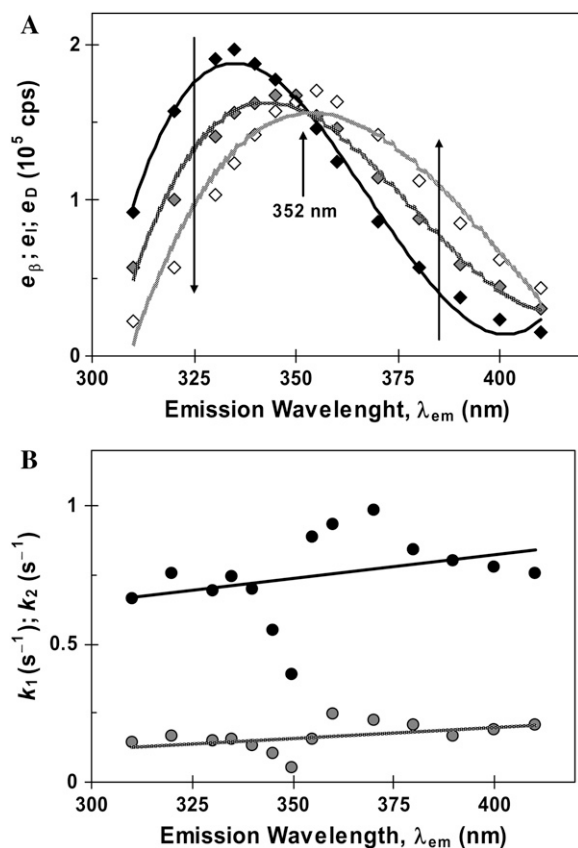 A
e_β; e_I; e_D (10^5 cps)
2
1
0
352 nm
300
325
350
375
400
Emission Wavelenght, λ_em (nm)
B
k_1 (s^−1); k_2 (s^−1)
1
0.5
0
300
325
350
375
400
Emission Wavelength, λ_em (nm)